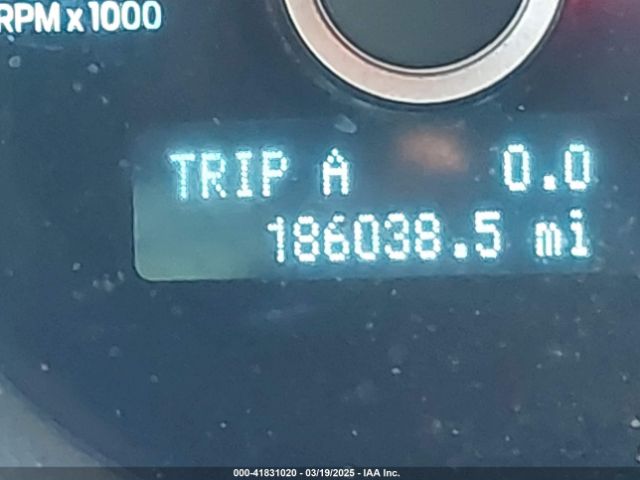 RPM x 1000
TRIP A 0.0
186038.5 mi
000-41831020 - 03/19/2025 - IAA Inc.